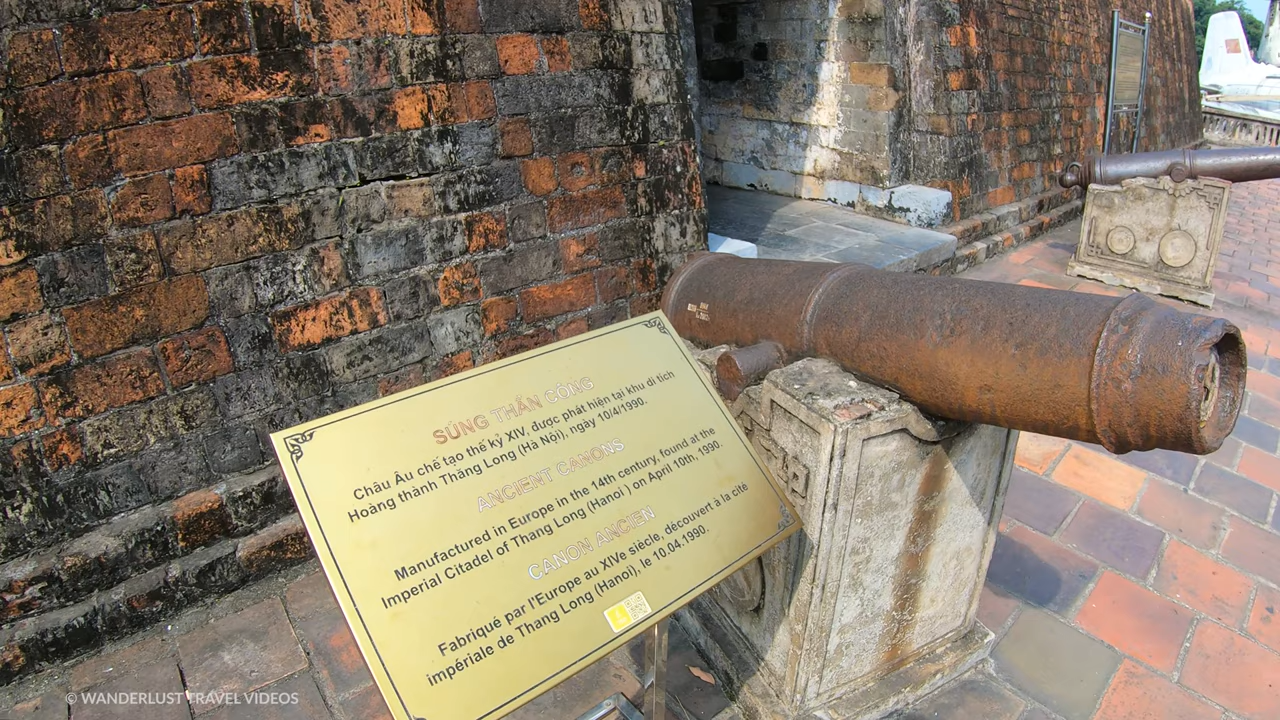 SÚNG THẦN CÔNG
Châu Âu chế tạo thế kỷ XIV, được phát hiện tại khu di tích
Hoàng thành Thăng Long (Hà Nội), ngày 10/4/1990.
ANCIENT CANONS
Manufactured in Europe in the 14th century, found at the
Imperial Citadel of Thang Long (Hanoi ) on April 10th, 1990.
CANON ANCIEN
Fabriqué par l'Europe au XIVe siècle, découvert à la cité
impériale de Thang Long (Hanoi), le 10.04.1990.
© WANDERLUST TRAVEL VIDEOS